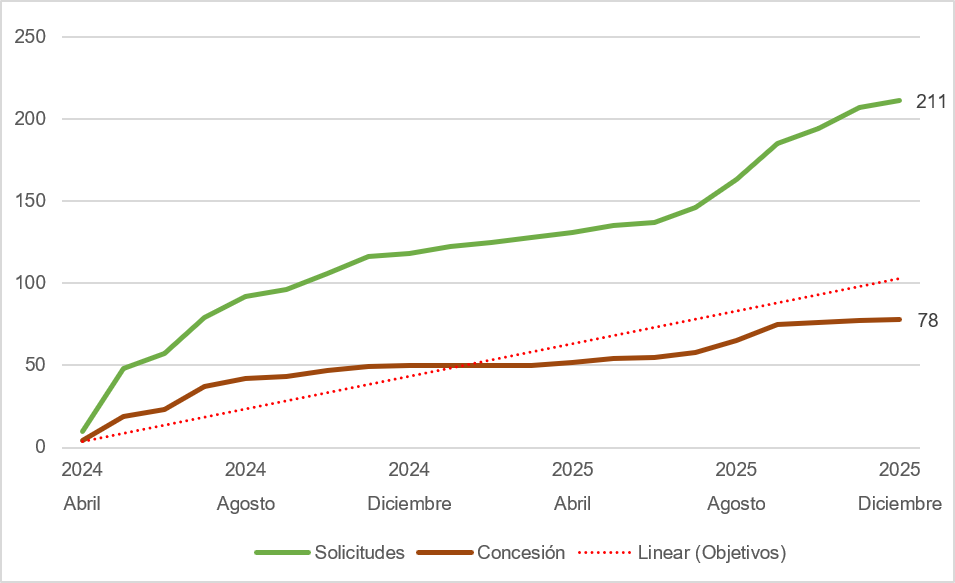 250
200
150
100
50
0
211
78
2024 2024 2024 2025 2025 2025
Abril Agosto Diciembre Abril Agosto Diciembre
Solicitudes Concesión Linear (Objetivos)